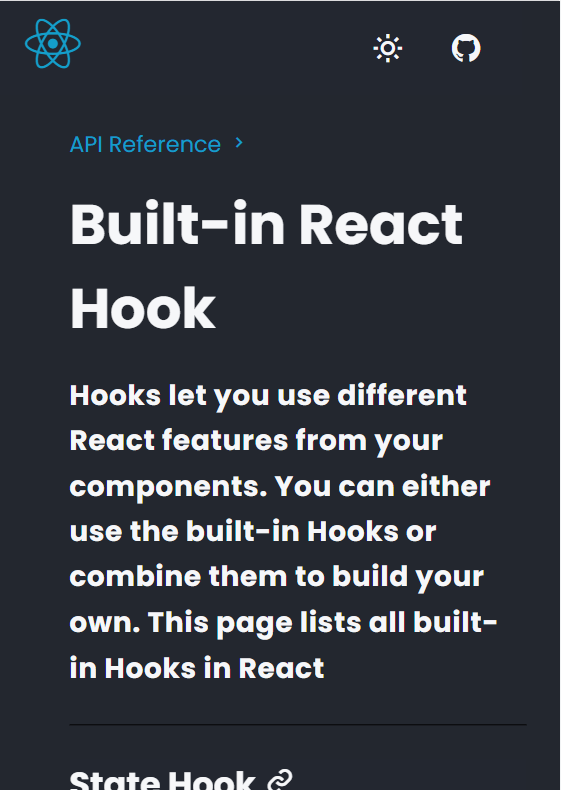 API Reference
Built-in React
Hook
Hooks let you use different
React features from your
components. You can either
use the built-in Hooks or
combine them to build your
own. This page lists all built-
in Hooks in React
State Hook